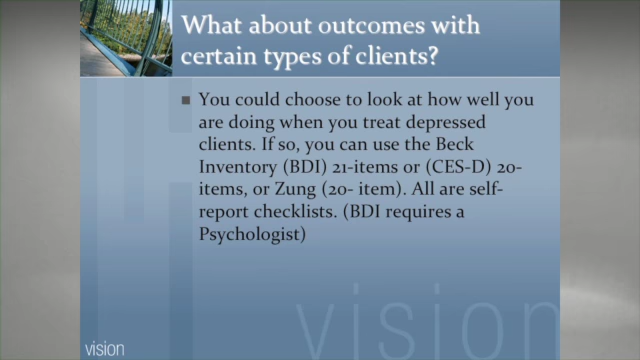 What about outcomes with
certain types of clients?
■ You could choose to look at how well you
are doing when you treat depressed
clients. If so, you can use the Beck
Inventory (BDI) 21-items or (CES-D) 20-
items, or Zung (20- item). All are self-
report checklists. (BDI requires a
Psychologist)
vision
vision